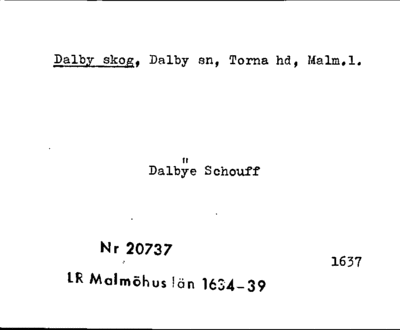 Dalby skog, Dalby sn, Torna hd, Malm.l.
Dalbÿe Schouff
Nr 20737
1637
LR Malmöhus län 1634-39